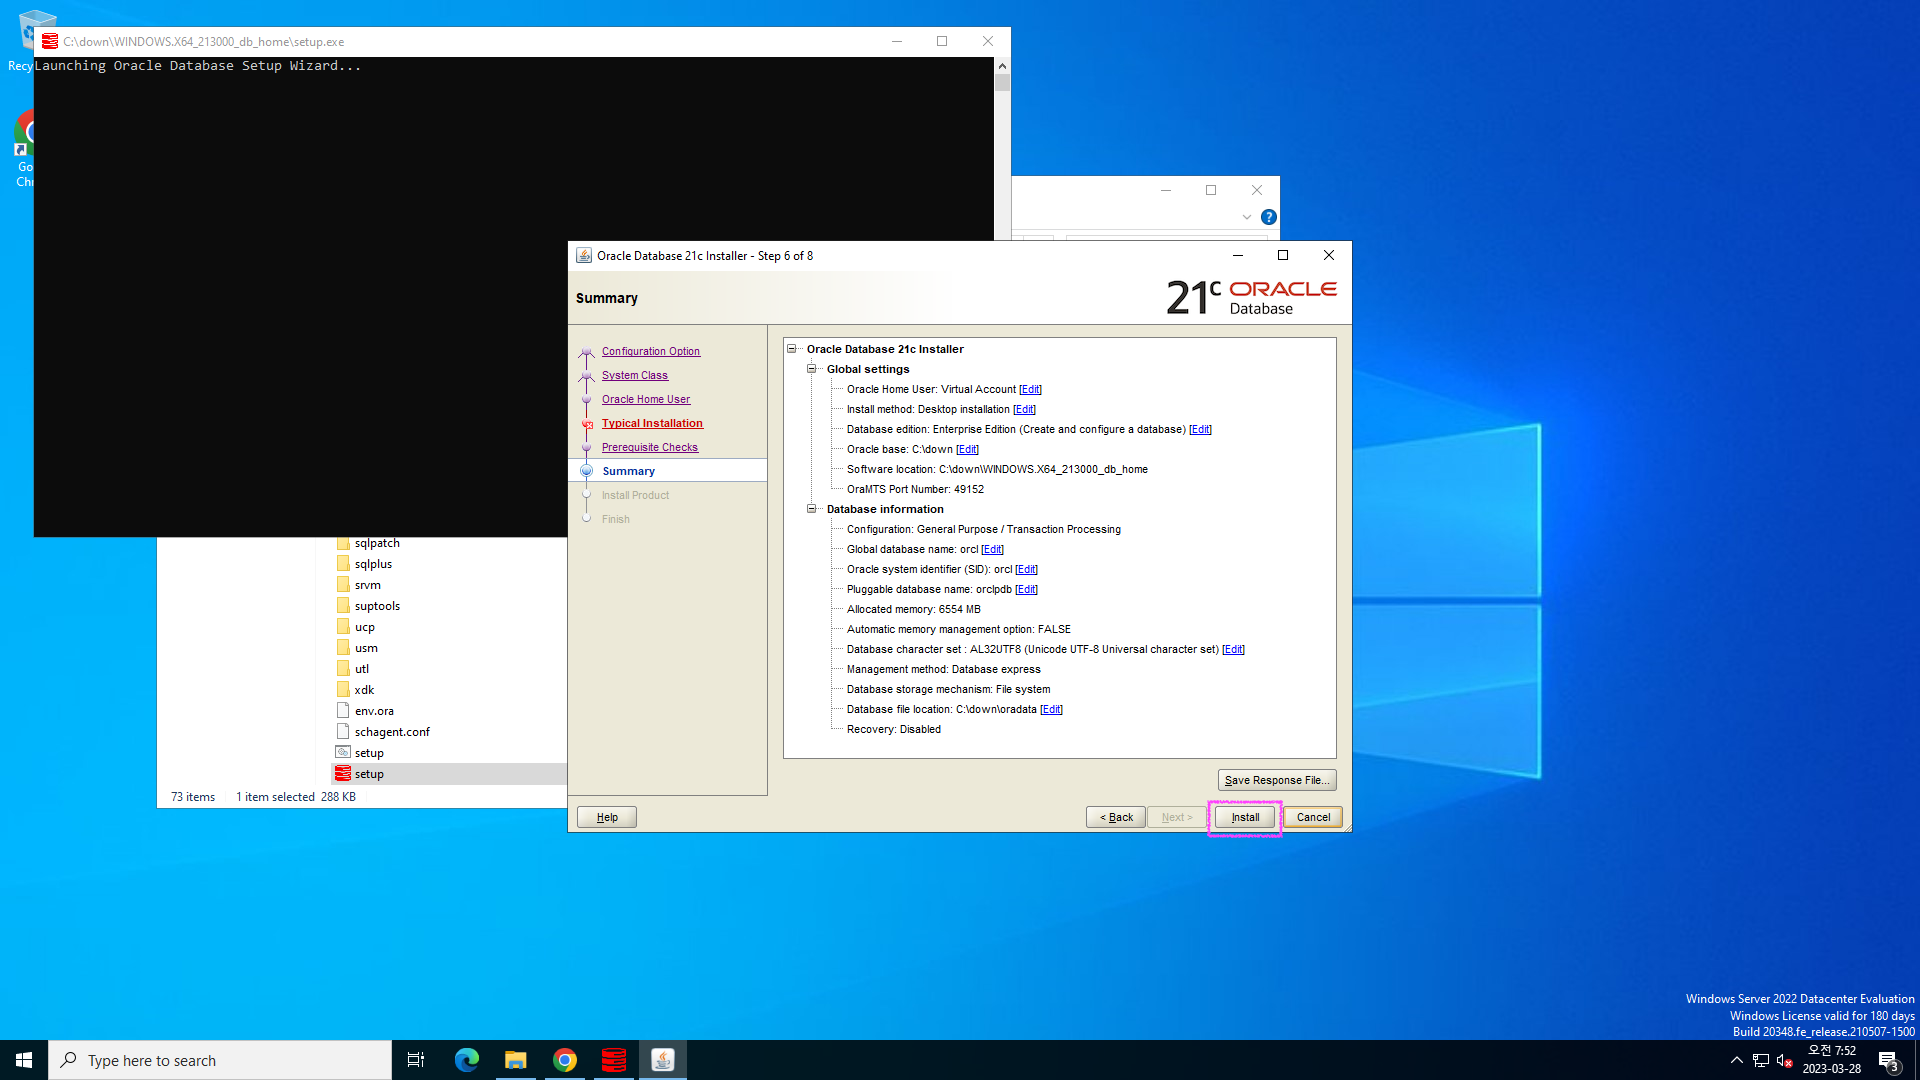 C:\down\WINDOWS.X64_213000_db_home\setup.exe
Launching Oracle Database Setup Wizard...
Oracle Database 21c Installer - Step 6 of 8
Summary
21c ORACLE
Database
Configuration Option
System Class
Oracle Home User
Typical Installation
Prerequisite Checks
Summary
Install Product
Finish
Oracle Database 21c Installer
Global settings
Oracle Home User: Virtual Account [Edit]
Install method: Desktop installation [Edit]
Database edition: Enterprise Edition (Create and configure a database) [Edit]
Oracle base: C:\down [Edit]
Software location: C:\down\WINDOWS.X64_213000_db_home
OraMTS Port Number: 49152
Database information
Configuration: General Purpose / Transaction Processing
Global database name: orcl [Edit]
Oracle system identifier (SID): orcl [Edit]
Pluggable database name: orclpdb [Edit]
Allocated memory: 6554 MB
Automatic memory management option: FALSE
Database character set : AL32UTF8 (Unicode UTF-8 Universal character set) [Edit]
Management method: Database express
Database storage mechanism: File system
Database file location: C:\down\oradata [Edit]
Recovery: Disabled
Save Response File...
Help
< Back
Next >
Install
Cancel
sqlpatch
sqlplus
srvm
suptools
ucp
usm
utl
xdk
env.ora
schagent.conf
setup
setup
73 items
1 item selected 288 KB
Windows Server 2022 Datacenter Evaluation
Windows License valid for 180 days
Build 20348.fe_release.210507-1500
Type here to search
오전 7:52
2023-03-28
3